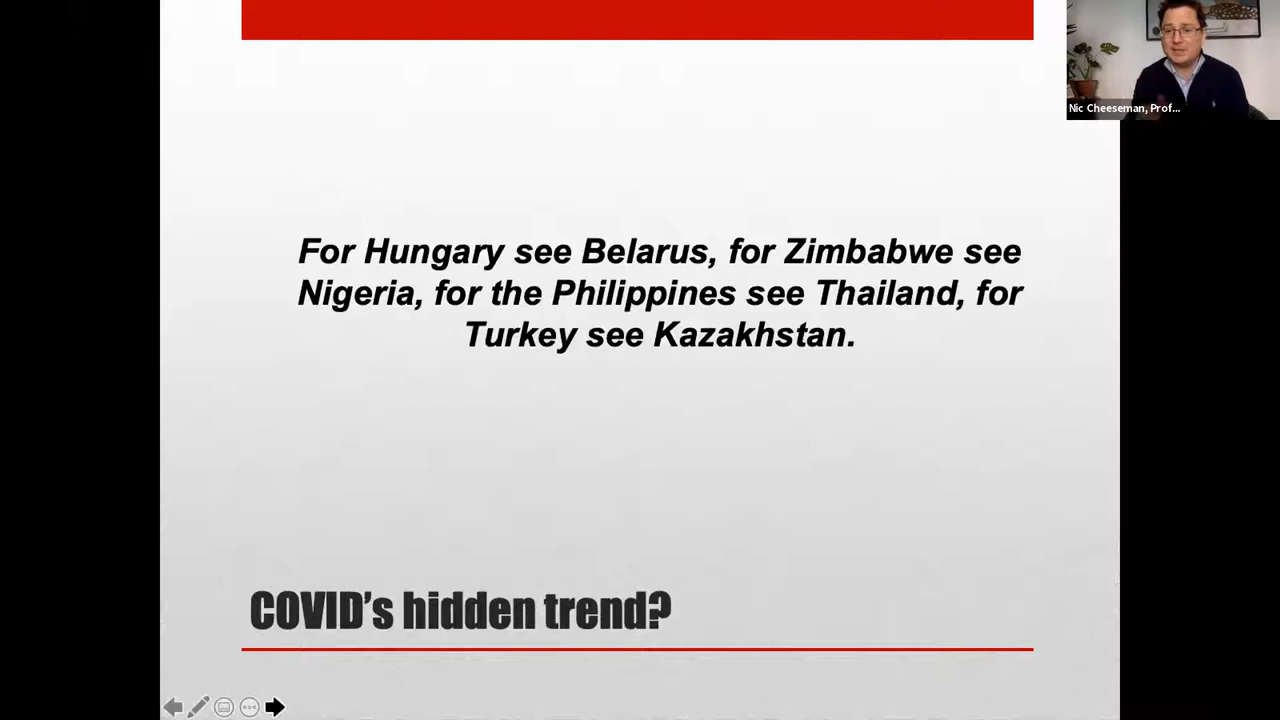 Nic Cheeseman, Prof...
For Hungary see Belarus, for Zimbabwe see
Nigeria, for the Philippines see Thailand, for
Turkey see Kazakhstan.
COVID’s hidden trend?